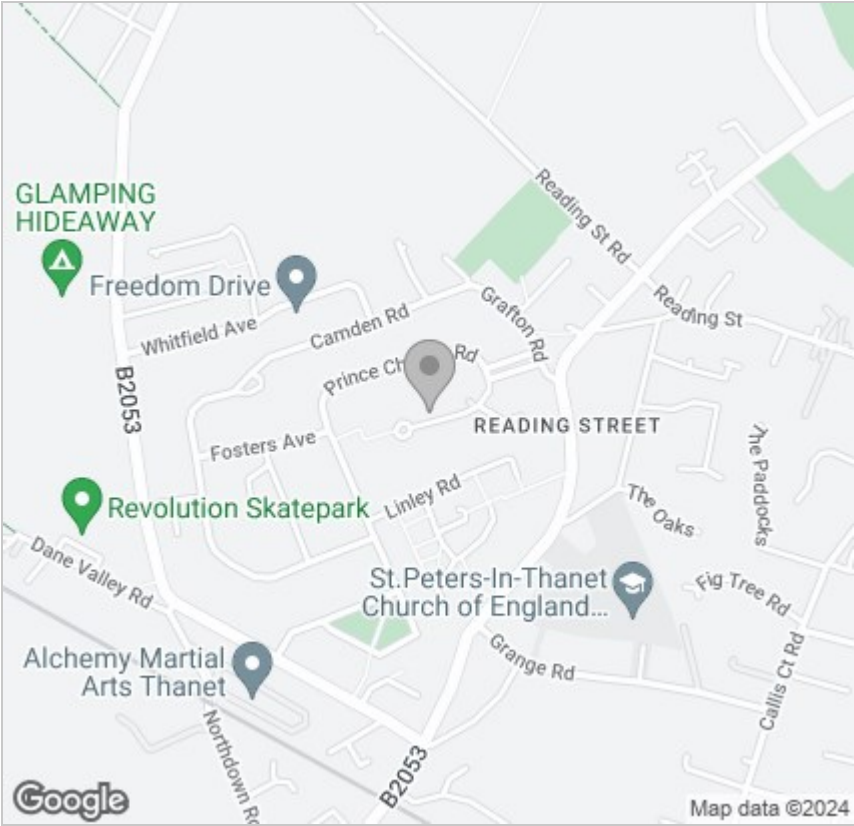 GLAMPING
HIDEAWAY
Reading St Rd
Freedom Drive
Grafton Rd
Reading St
Camden Rd
Whitfield Ave
Prince Ch
Rd
B2053
READING STREET
Fosters Ave
The Paddocks
Linley Rd
The Oaks
Revolution Skatepark
Dane Valley Rd
St.Peters-In-Thanet
Church of England...
Fig Tree Rd
Alchemy Martial
Arts Thanet
Grange Rd
Callis Ct Rd
Northdown Rd
B2053
Google
Map data ©2024